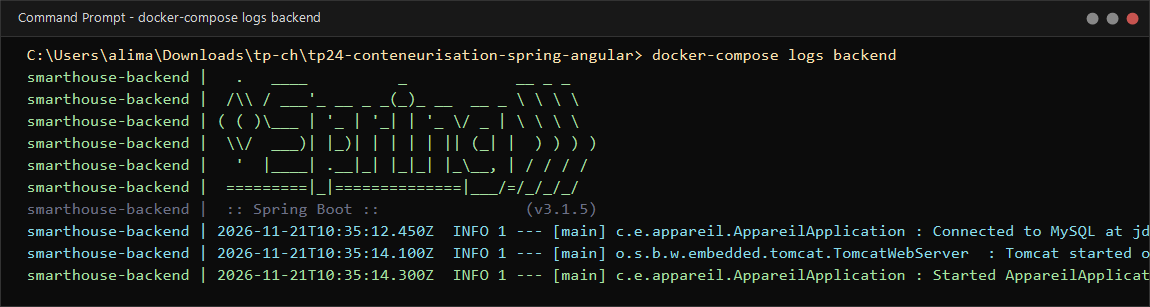 Command Prompt - docker-compose logs backend
C:\Users\alima\Downloads\tp-ch\tp24-conteneurisation-spring-angular> docker-compose logs backend
smarthouse-backend |   .   ____          _            __ _ _
smarthouse-backend |  /\\ / ___'_ __ _ _(_)_ __  __ _ \ \ \ \
smarthouse-backend | ( ( )\___ | '_ | '_| | '_ \/ _ | \ \ \ \
smarthouse-backend |  \\/  ___)| |_)| | | | | || (_| |  ) ) ) )
smarthouse-backend |   '  |____| .__|_| |_|_| |_\__, | / / / /
smarthouse-backend |  =========|_|==============|___/=/_/_/_/
smarthouse-backend |  :: Spring Boot ::                (v3.1.5)
smarthouse-backend | 2026-11-21T10:35:12.450Z  INFO 1 --- [main] c.e.appareil.AppareilApplication : Connected to MySQL at jd
smarthouse-backend | 2026-11-21T10:35:14.100Z  INFO 1 --- [main] o.s.b.w.embedded.tomcat.TomcatWebServer  : Tomcat started o
smarthouse-backend | 2026-11-21T10:35:14.300Z  INFO 1 --- [main] c.e.appareil.AppareilApplication : Started AppareilApplicat